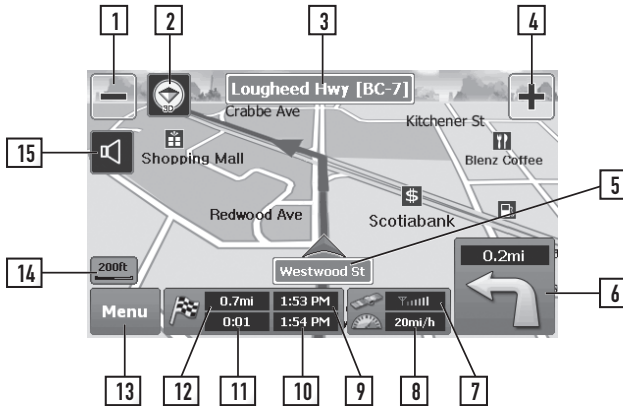 1
2
3
4
Lougheed Hwy [BC-7]
3D
Crabbe Ave
Kitchener St
15
Shopping Mall
Blenz Coffee
5
$
Redwood Ave
Scotiabank
0.2mi
14
200ft
Westwood St
6
Menu
0.7mi
1:53 PM
0:01
1:54 PM
20mi/h
13
12
11
10
9
8
7